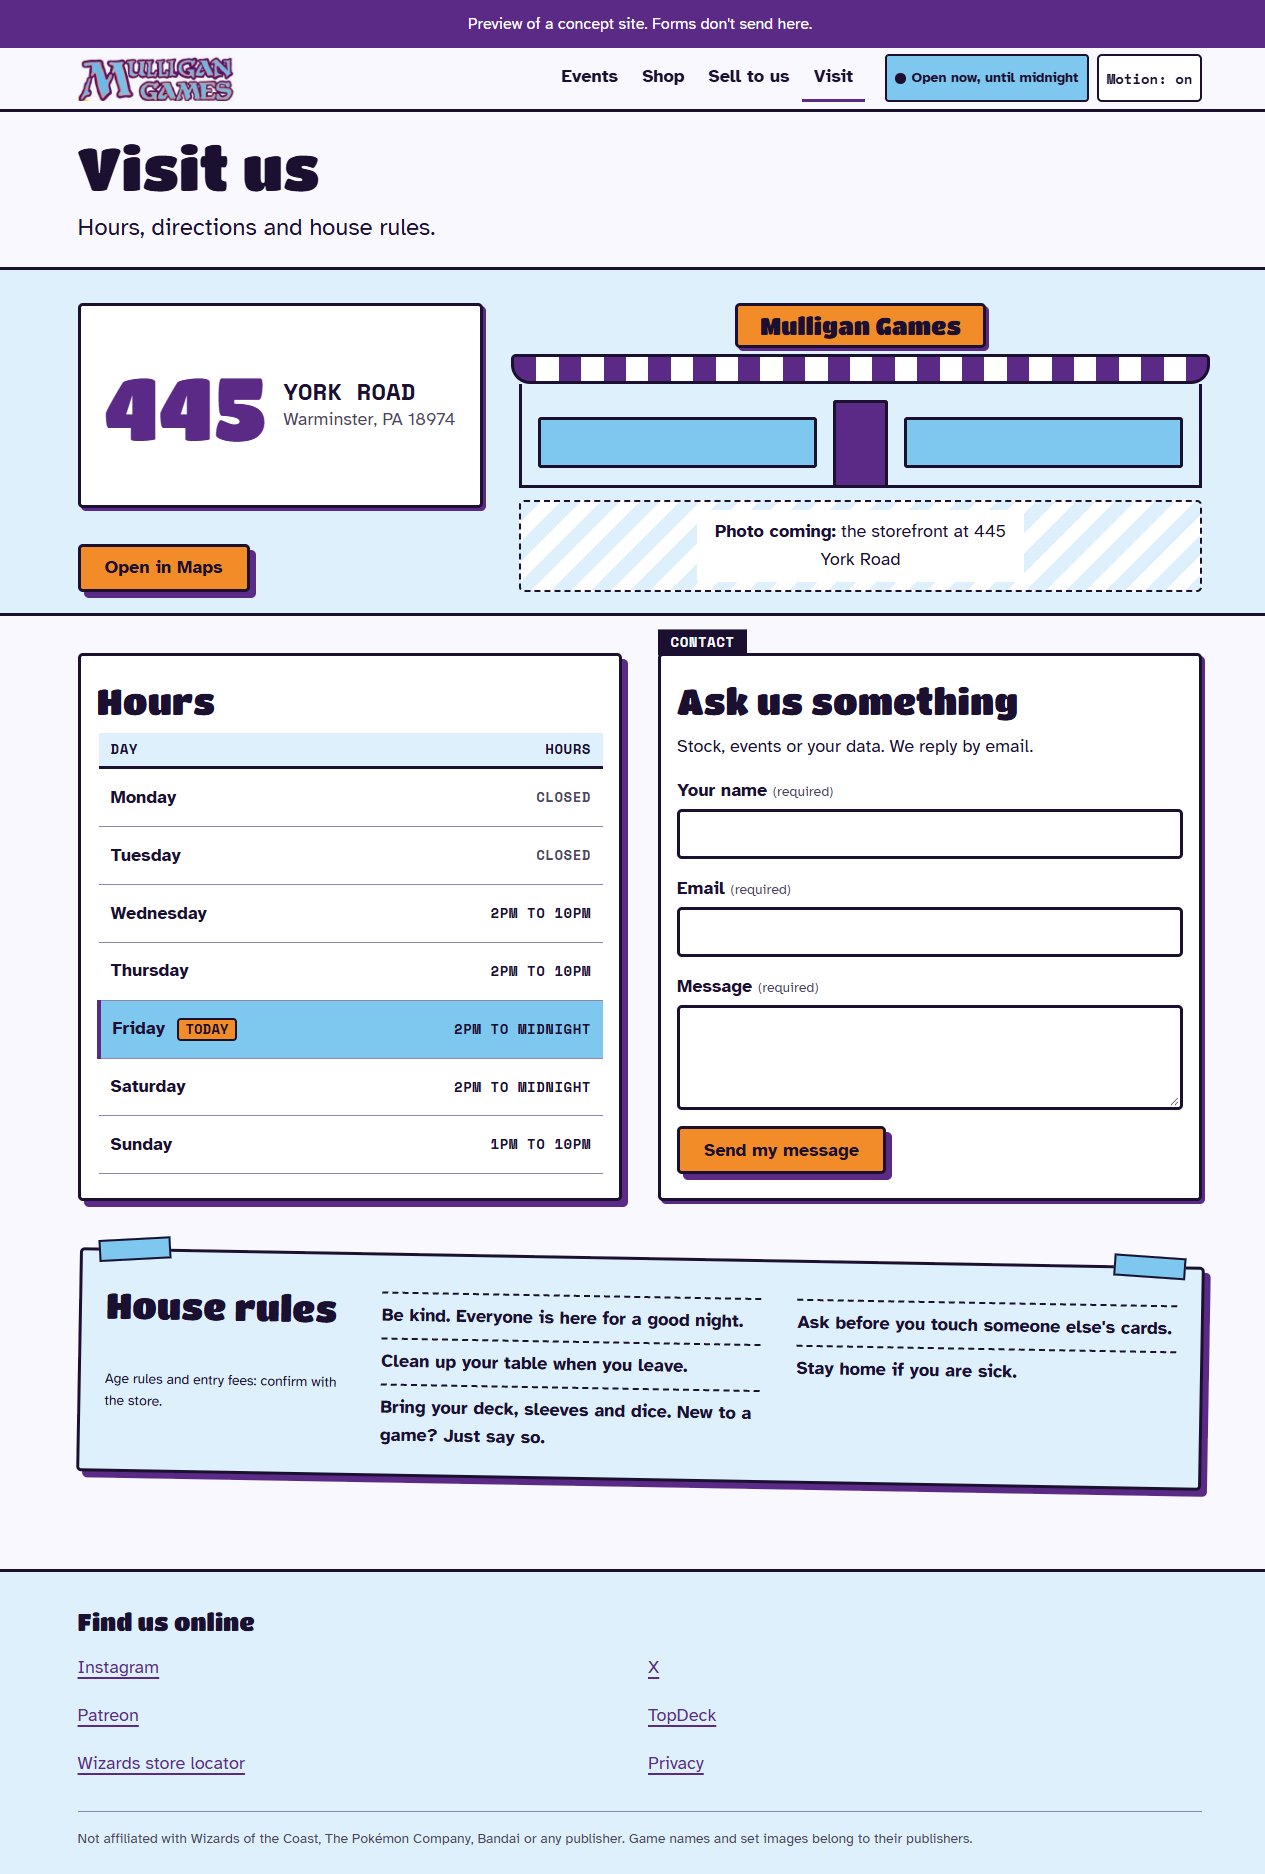 Preview of a concept site. Forms don't send here.
Mulligan Games
Events
Shop
Sell to us
Visit
Open now, until midnight
Motion: on
Visit us
Hours, directions and house rules.
445
YORK ROAD
Warminster, PA 18974
Open in Maps
Mulligan Games
Photo coming: the storefront at 445
York Road
Hours
DAY HOURS
Monday CLOSED
Tuesday CLOSED
Wednesday 2PM TO 10PM
Thursday 2PM TO 10PM
Friday TODAY 2PM TO MIDNIGHT
Saturday 2PM TO MIDNIGHT
Sunday 1PM TO 10PM
CONTACT
Ask us something
Stock, events or your data. We reply by email.
Your name (required)
Email (required)
Message (required)
Send my message
House rules
Age rules and entry fees: confirm with
the store.
Be kind. Everyone is here for a good night.
Clean up your table when you leave.
Bring your deck, sleeves and dice. New to a
game? Just say so.
Ask before you touch someone else's cards.
Stay home if you are sick.
Find us online
Instagram
X
Patreon
TopDeck
Wizards store locator
Privacy
Not affiliated with Wizards of the Coast, The Pokémon Company, Bandai or any publisher. Game names and set images belong to their publishers.